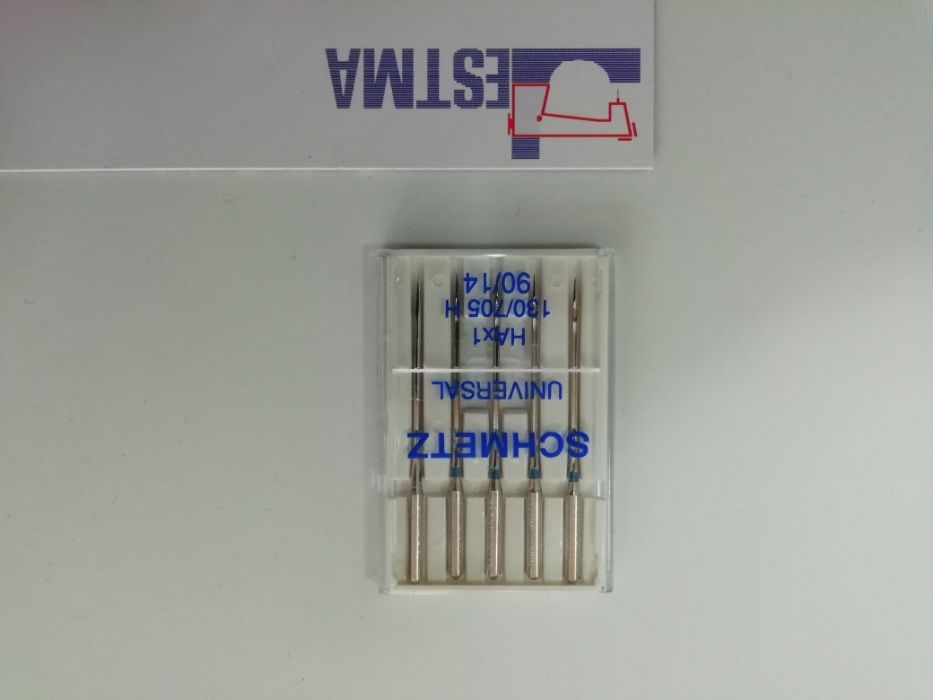 SCHMETZ
UNIVERSAL
HAx1
130/705 H
90/14
ESTMA